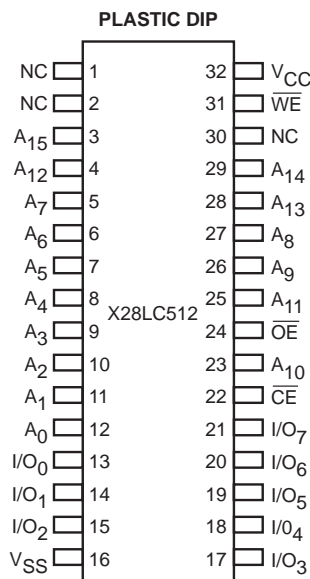 PLASTIC DIP
NC 1 32 VCC
NC 2 31 WE
A15 3 30 NC
A12 4 29 A14
A7 5 28 A13
A6 6 27 A8
A5 7 26 A9
A4 8 25 A11
X28LC512
A3 9 24 OE
A2 10 23 A10
A1 11 22 CE
A0 12 21 I/O7
I/O0 13 20 I/O6
I/O1 14 19 I/O5
I/O2 15 18 I/04
VSS 16 17 I/O3